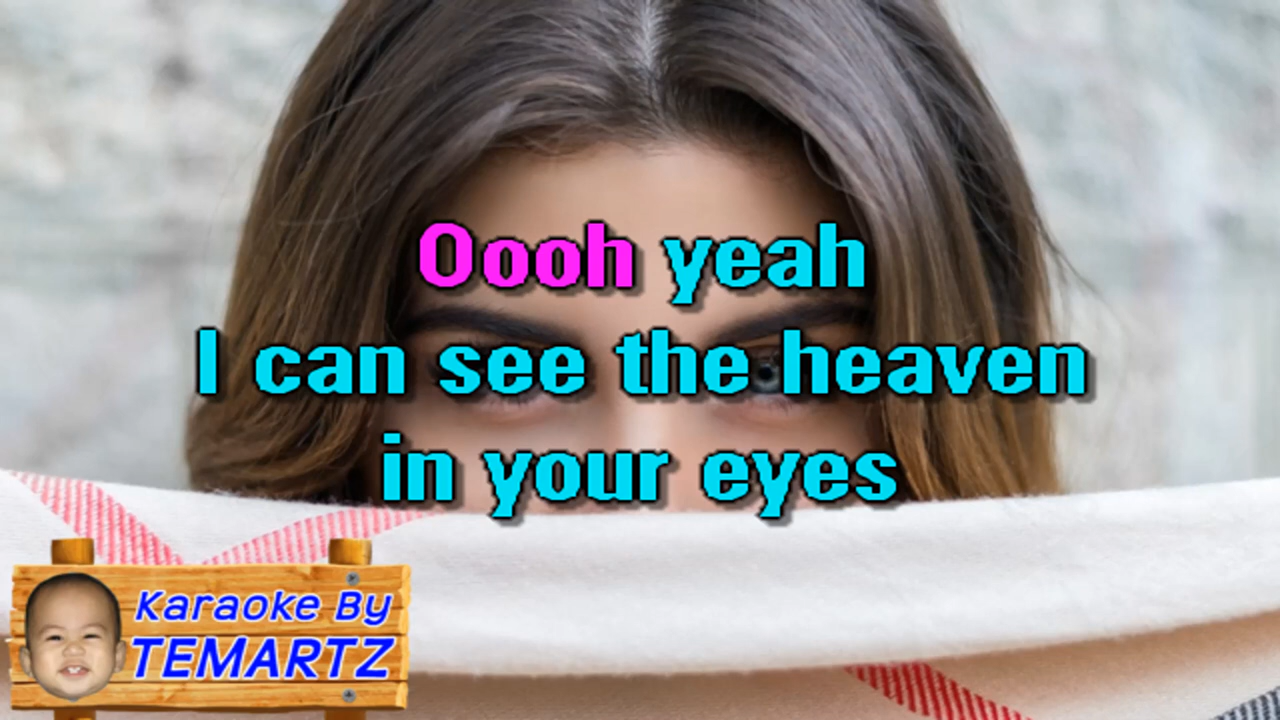 Oooh yeah
I can see the heaven
in your eyes
Karaoke By
TEMARTZ